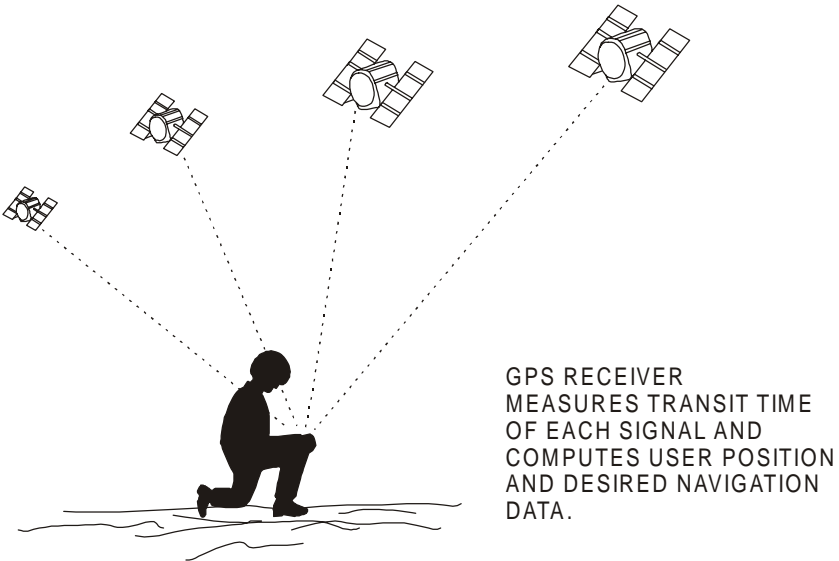 GPS RECEIVER
MEASURES TRANSIT TIME
OF EACH SIGNAL AND
COMPUTES USER POSITION
AND DESIRED NAVIGATION
DATA.